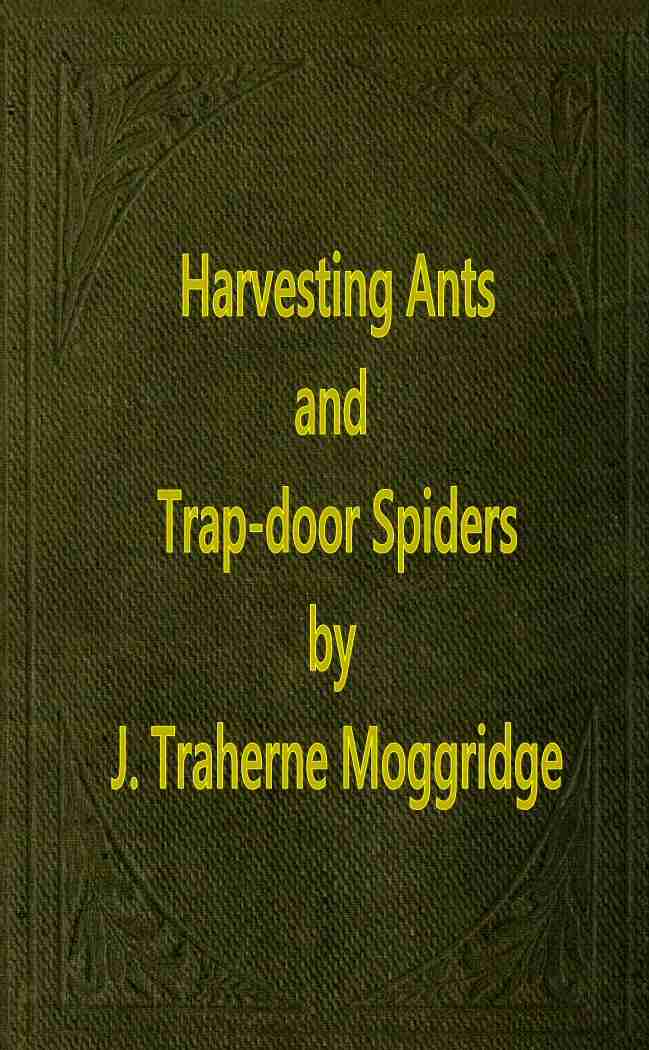 Harvesting Ants
and
Trap-door Spiders
by
J. Traherne Moggridge